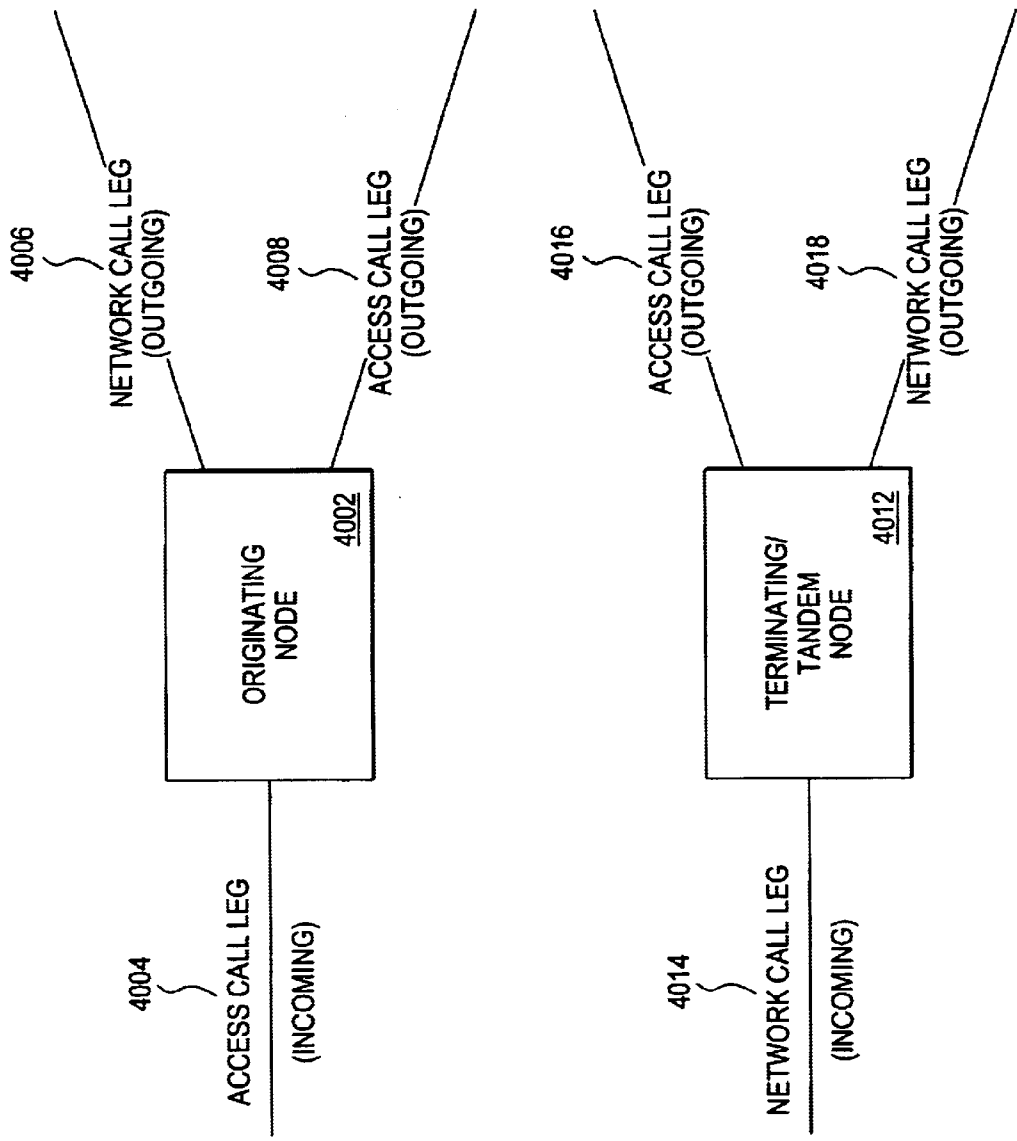 4004
ACCESS CALL LEG
(INCOMING)
ORIGINATING
NODE
4002
4006
NETWORK CALL LEG
(OUTGOING)
4008
ACCESS CALL LEG
(OUTGOING)
4014
NETWORK CALL LEG
(INCOMING)
TERMINATING/
TANDEM
NODE
4012
4016
ACCESS CALL LEG
(OUTGOING)
4018
NETWORK CALL LEG
(OUTGOING)